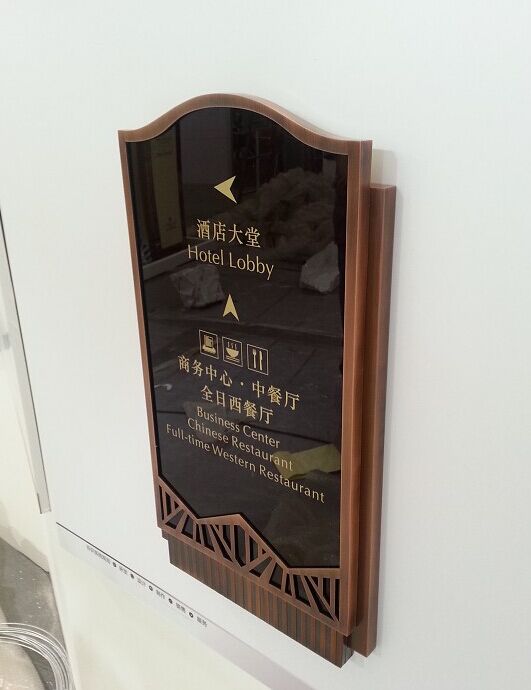 酒店大堂
Hotel Lobby
商务中心·中餐厅
全日西餐厅
Business Center
Chinese Restaurant
Full-time Western Restaurant